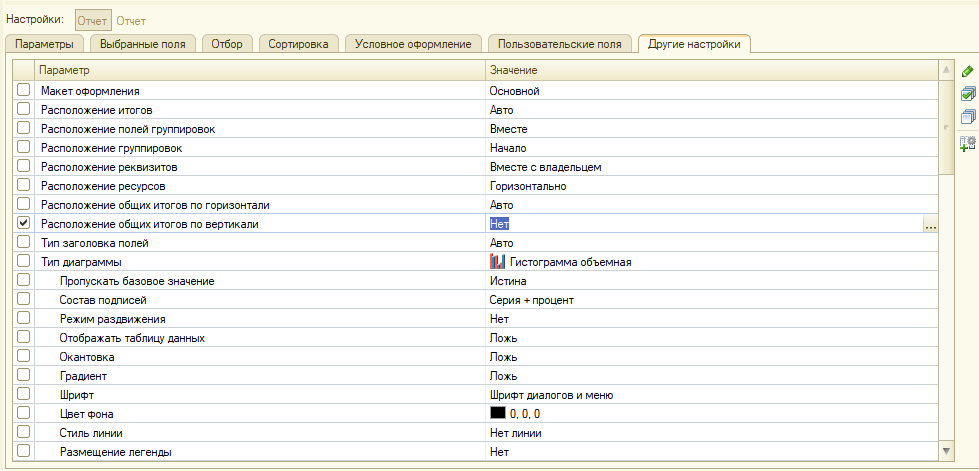 Настройки: Отчет Отчет
Параметры Выбранные поля Отбор Сортировка Условное оформление Пользовательские поля Другие настройки
Параметр Значение
Макет оформления Основной
Расположение итогов Авто
Расположение полей группировок Вместе
Расположение группировок Начало
Расположение реквизитов Вместе с владельцем
Расположение ресурсов Горизонтально
Расположение общих итогов по горизонтали Авто
Расположение общих итогов по вертикали Нет ...
Тип заголовка полей Авто
Тип диаграммы Гистограмма объемная
Пропускать базовое значение Истина
Состав подписей Серия + процент
Режим раздвижения Нет
Отображать таблицу данных Ложь
Окантовка Ложь
Градиент Ложь
Шрифт Шрифт диалогов и меню
Цвет фона 0, 0, 0
Стиль линии Нет линии
Размещение легенды Нет